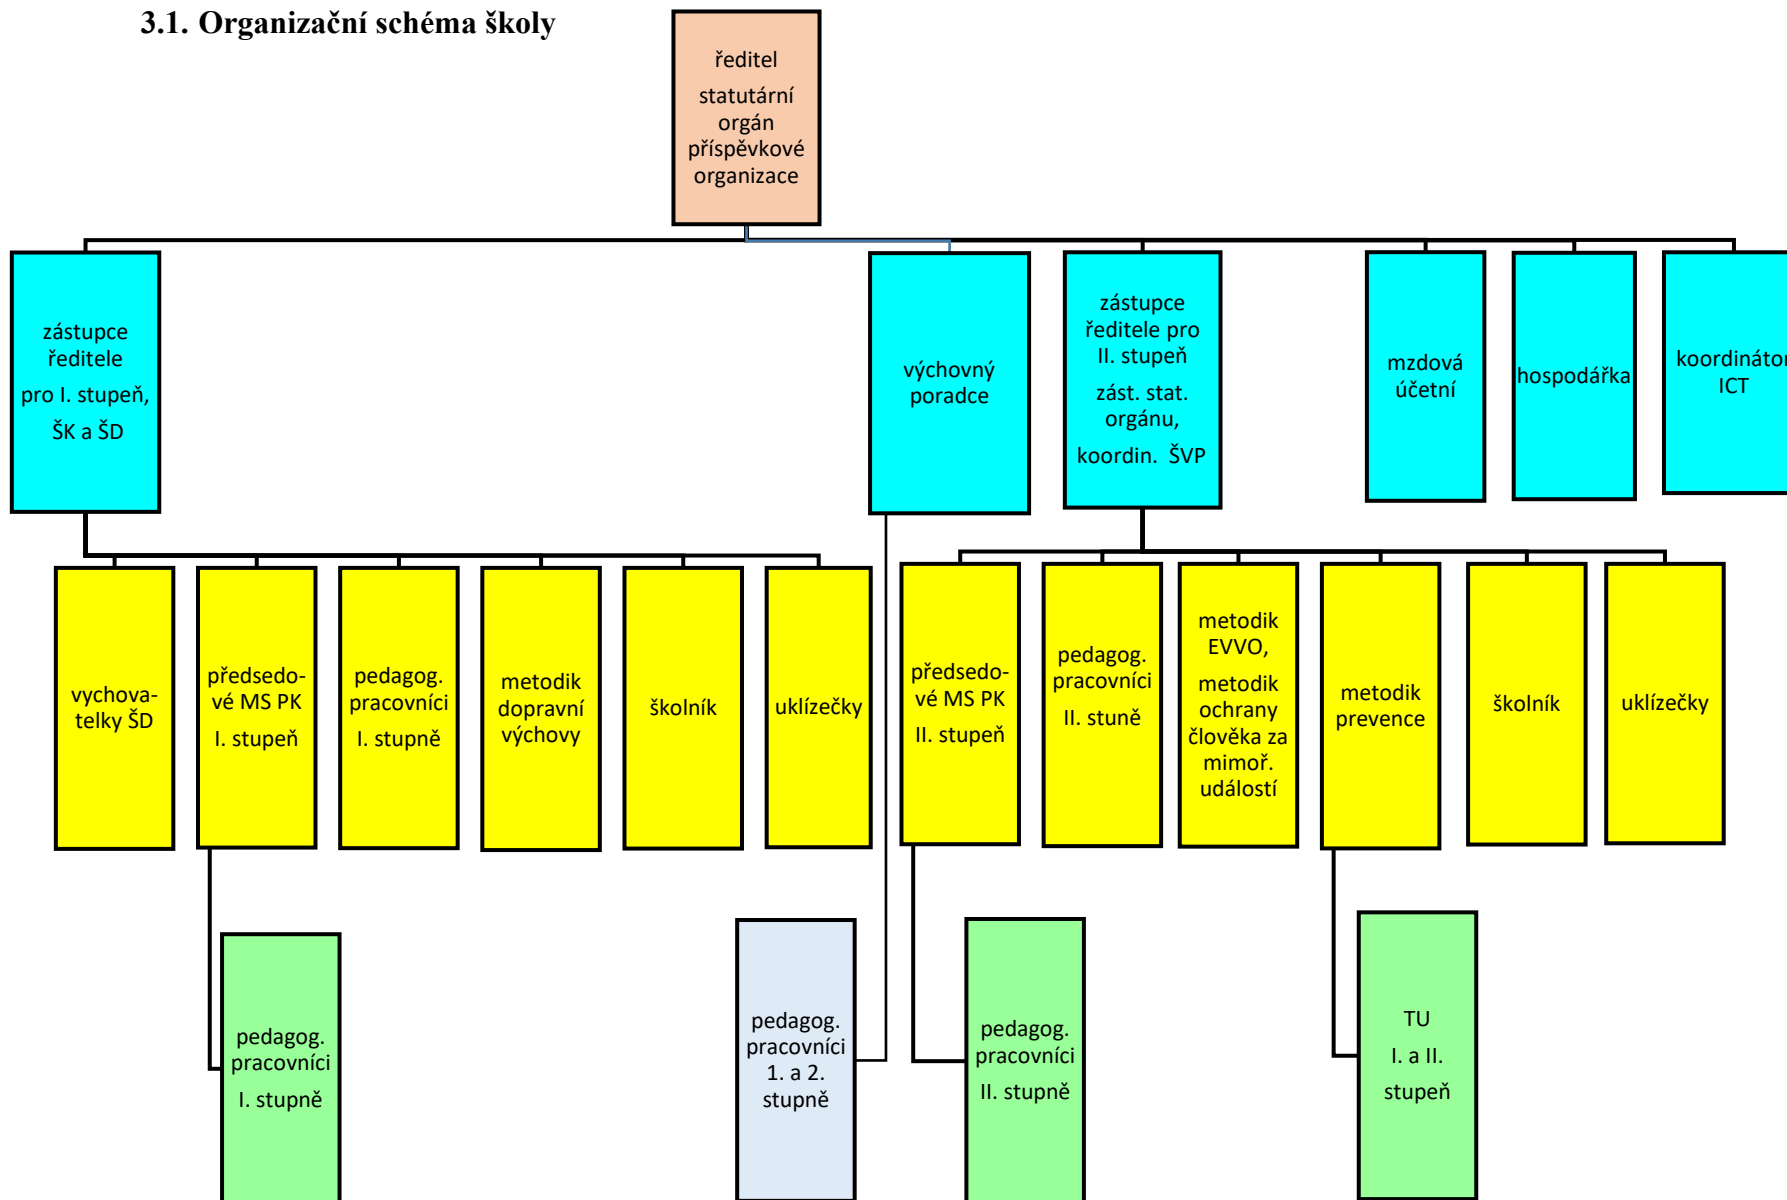 3.1. Organizační schéma školy
ředitel
statutární
orgán
příspěvkové
organizace
zástupce
ředitele
pro I. stupeň,
ŠK a ŠD
výchovný
poradce
zástupce
ředitele pro
II. stupeň
zást. stat.
orgánu,
koordin. ŠVP
mzdová
účetní
hospodářka
koordinátor
ICT
vychova-
telky ŠD
předsedo-
vé MS PK
I. stupeň
pedagog.
pracovníci
I. stupně
metodik
dopravní
výchovy
školník
uklízečky
předsedo-
vé MS PK
II. stupeň
pedagog.
pracovníci
II. stuně
metodik
EVVO,
metodik
ochrany
člověka za
mimoř.
událostí
metodik
prevence
školník
uklízečky
pedagog.
pracovníci
I. stupně
pedagog.
pracovníci
1. a 2.
stupně
pedagog.
pracovníci
II. stupně
TU
I. a II.
stupeň